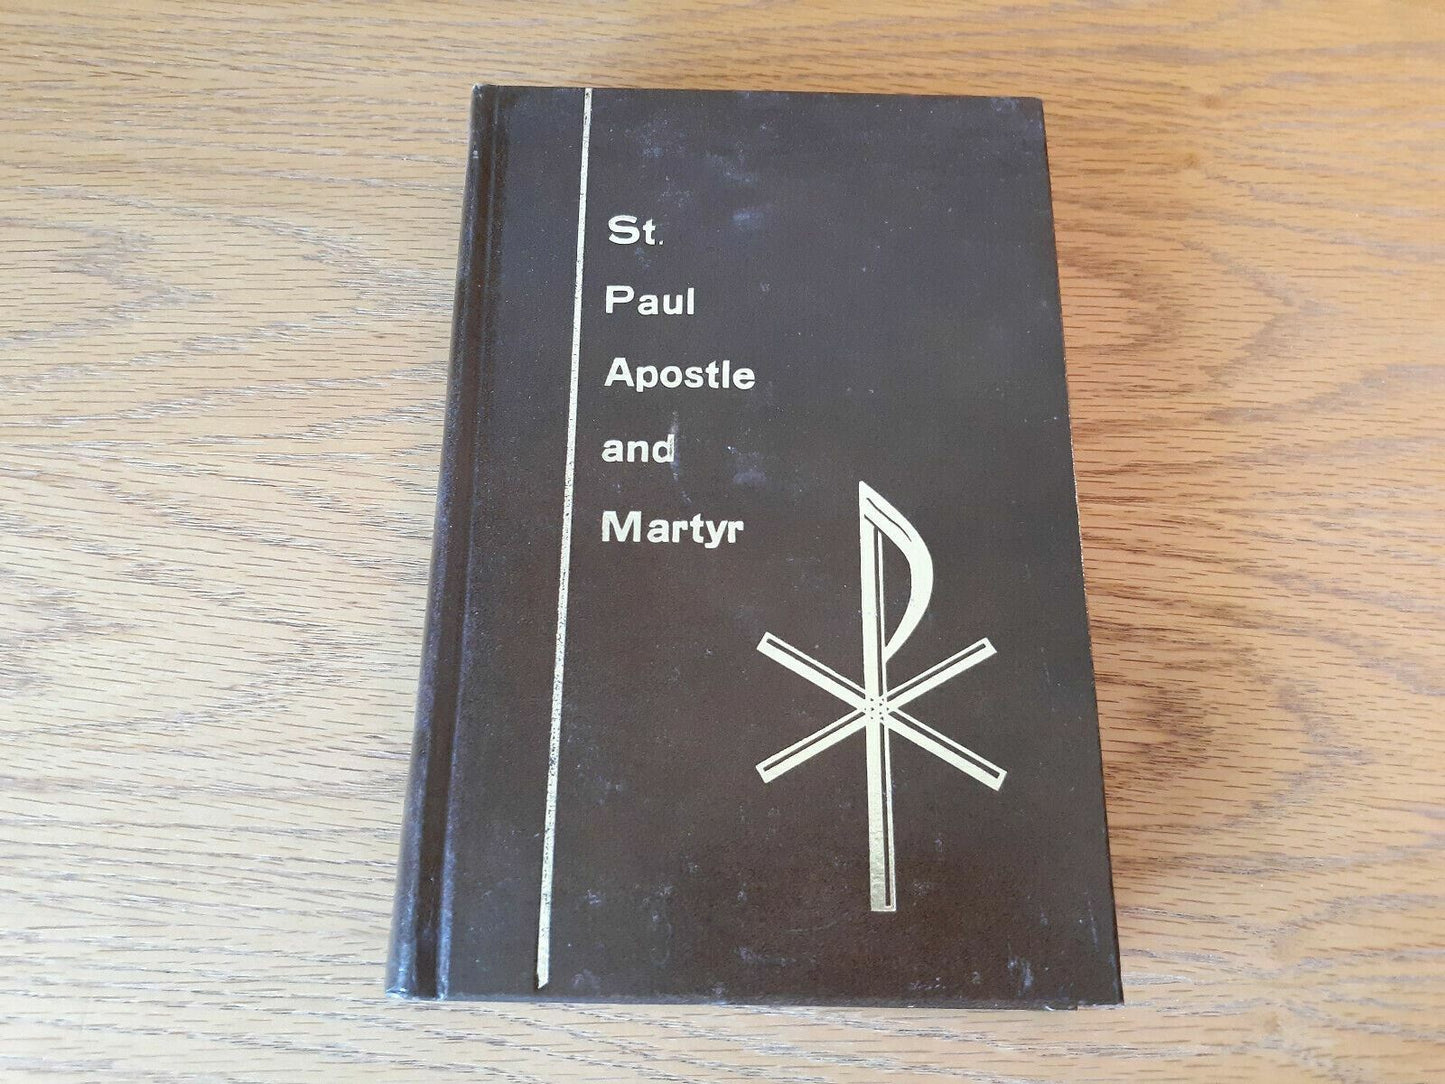 St.
Paul
Apostle
and
Martyr